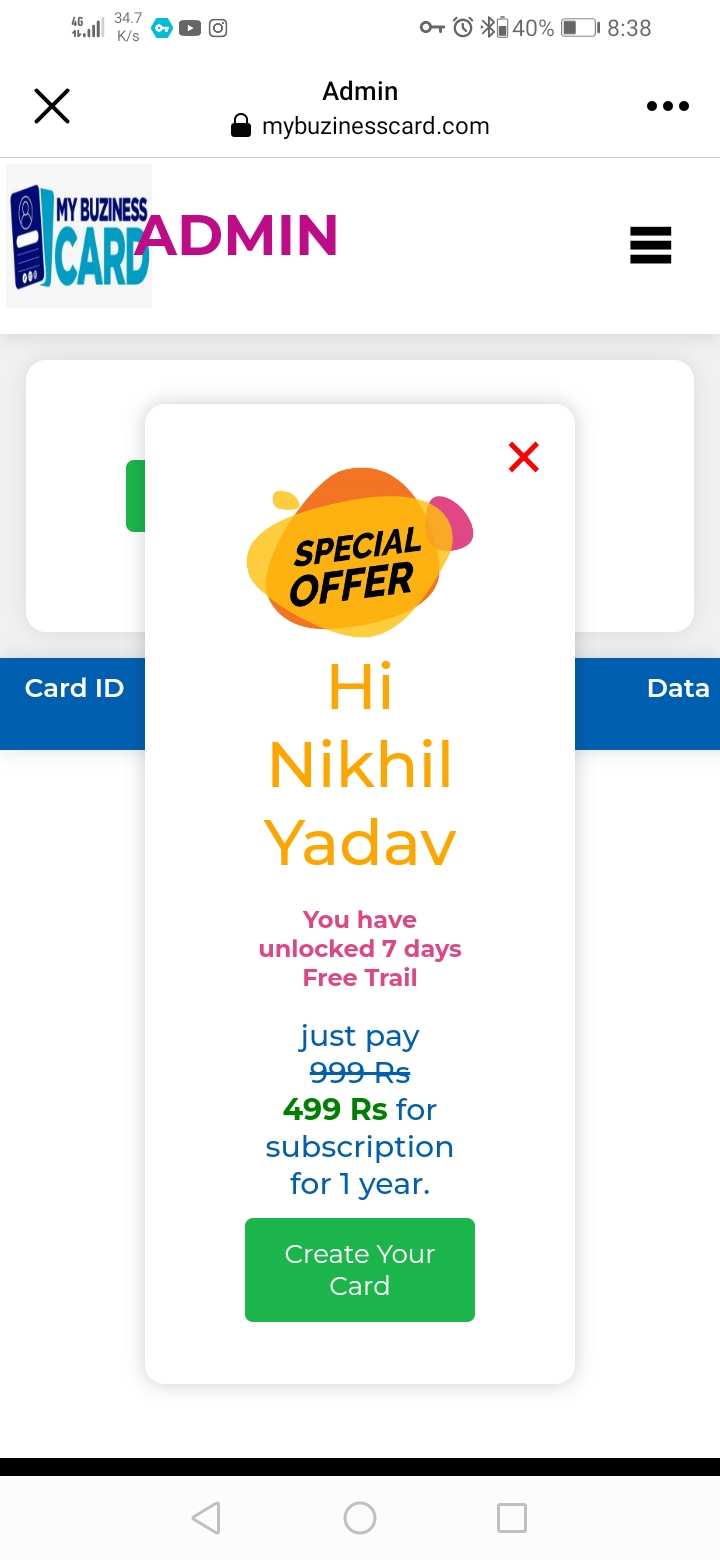 4G 34.7
K/s
40% 8:38
Admin
mybuzinesscard.com
MY BUZINESS
CARD
ADMIN
SPECIAL
OFFER
Card ID
Data
Hi
Nikhil
Yadav
You have
unlocked 7 days
Free Trail
just pay
999 Rs
499 Rs for
subscription
for 1 year.
Create Your
Card